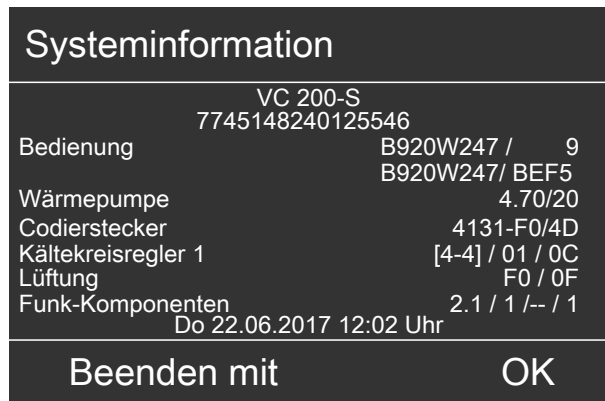 Systeminformation
VC 200-S
7745148240125546
Bedienung B920W247 / 9
B920W247/ BEF5
Wärmepumpe 4.70/20
Codierstecker 4131-F0/4D
Kältekreisregler 1 [4-4] / 01 / 0C
Lüftung F0 / 0F
Funk-Komponenten 2.1 / 1 /-- / 1
Do 22.06.2017 12:02 Uhr
Beenden mit OK